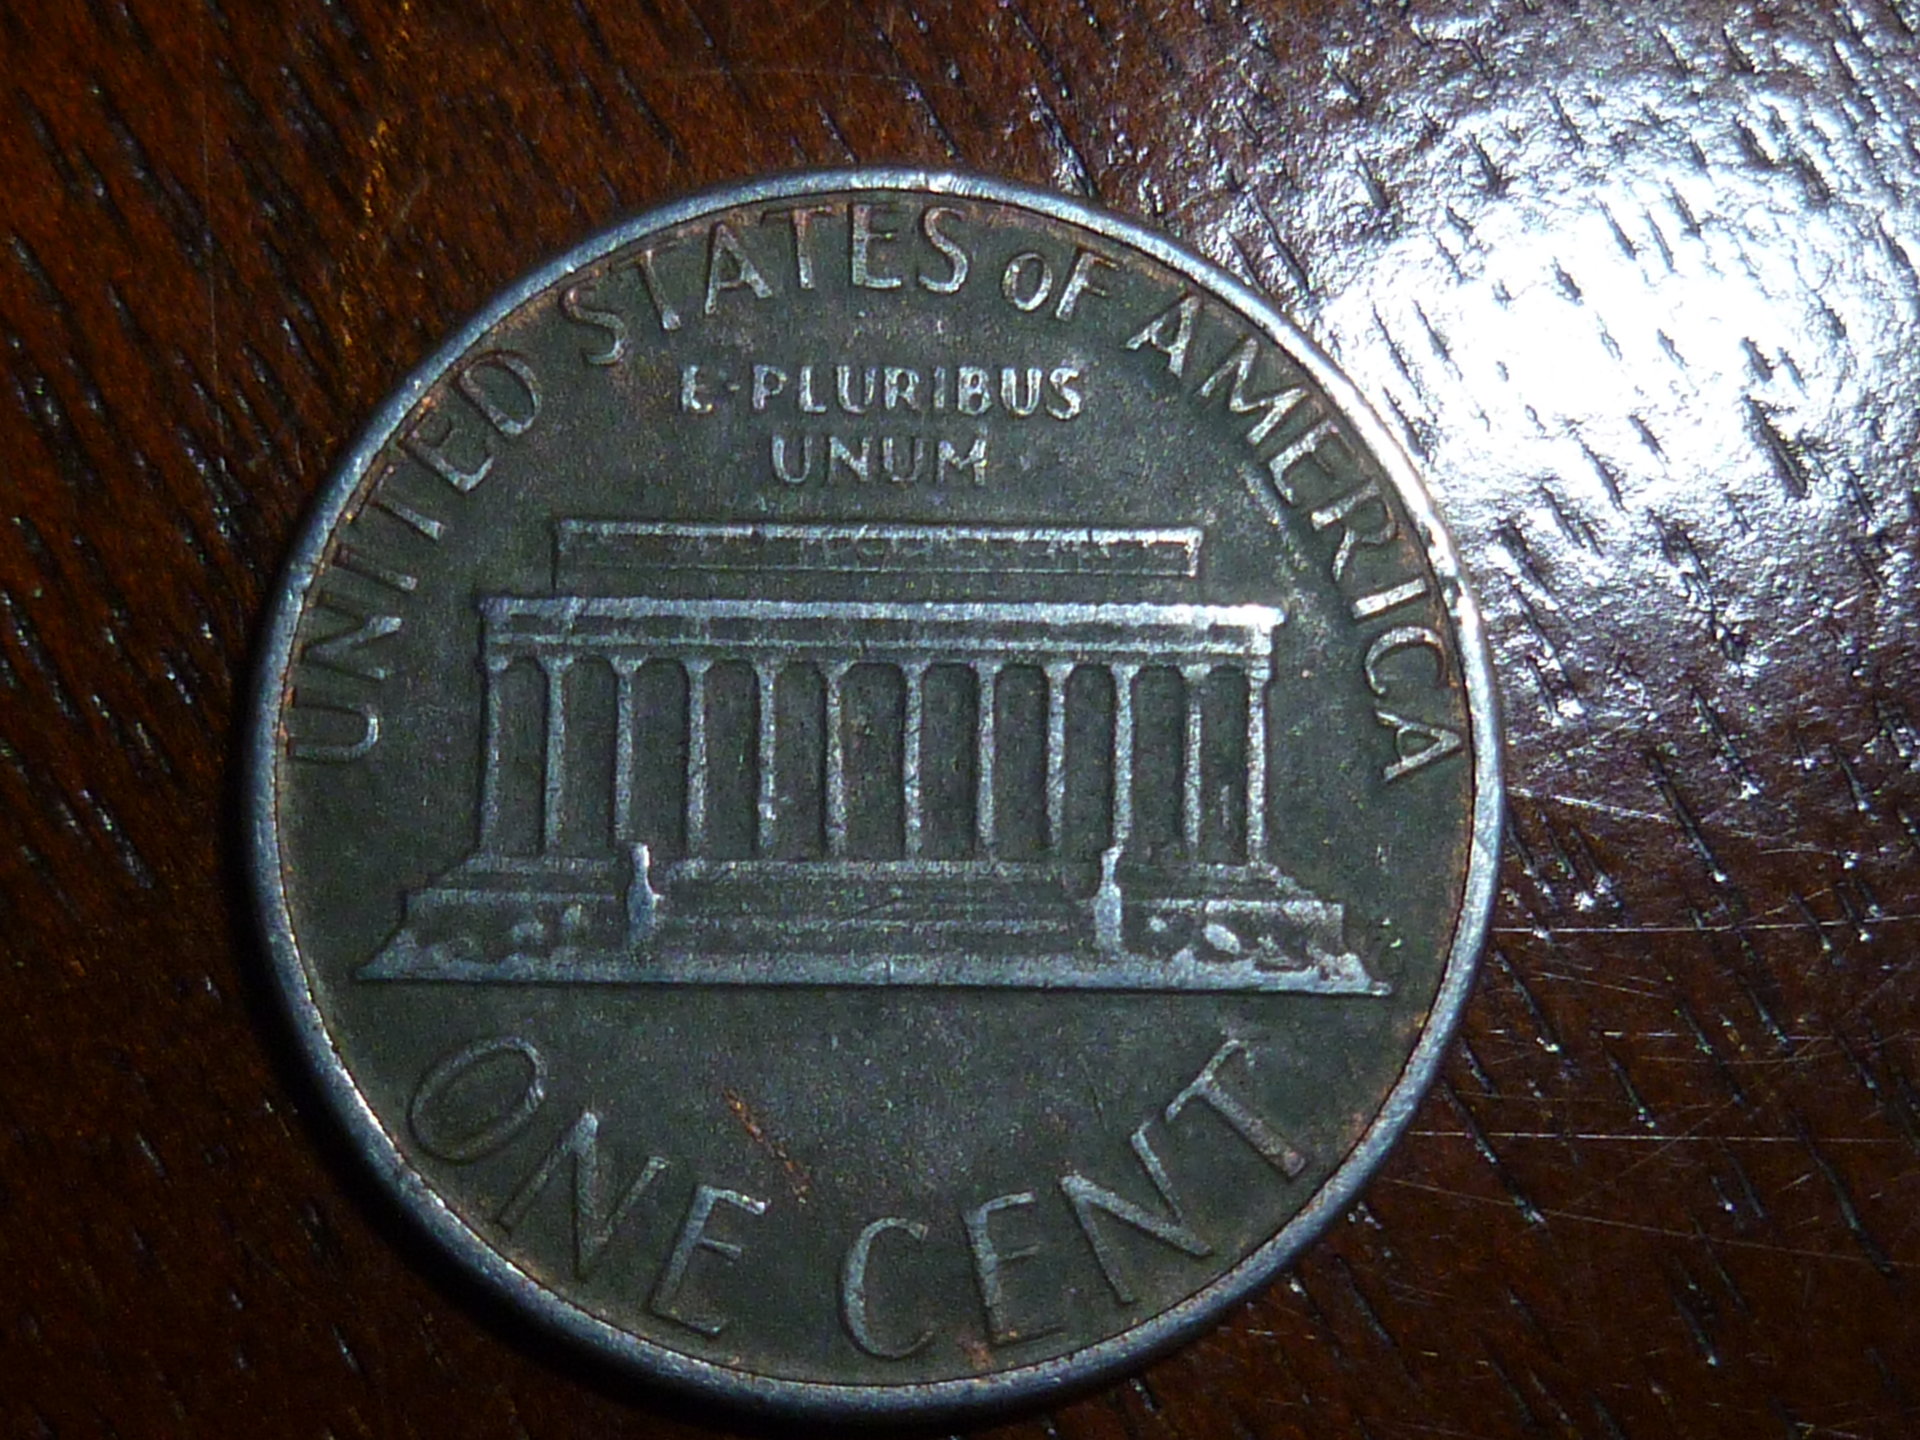 UNITED STATES OF AMERICA
E·PLURIBUS
UNUM
ONE CENT